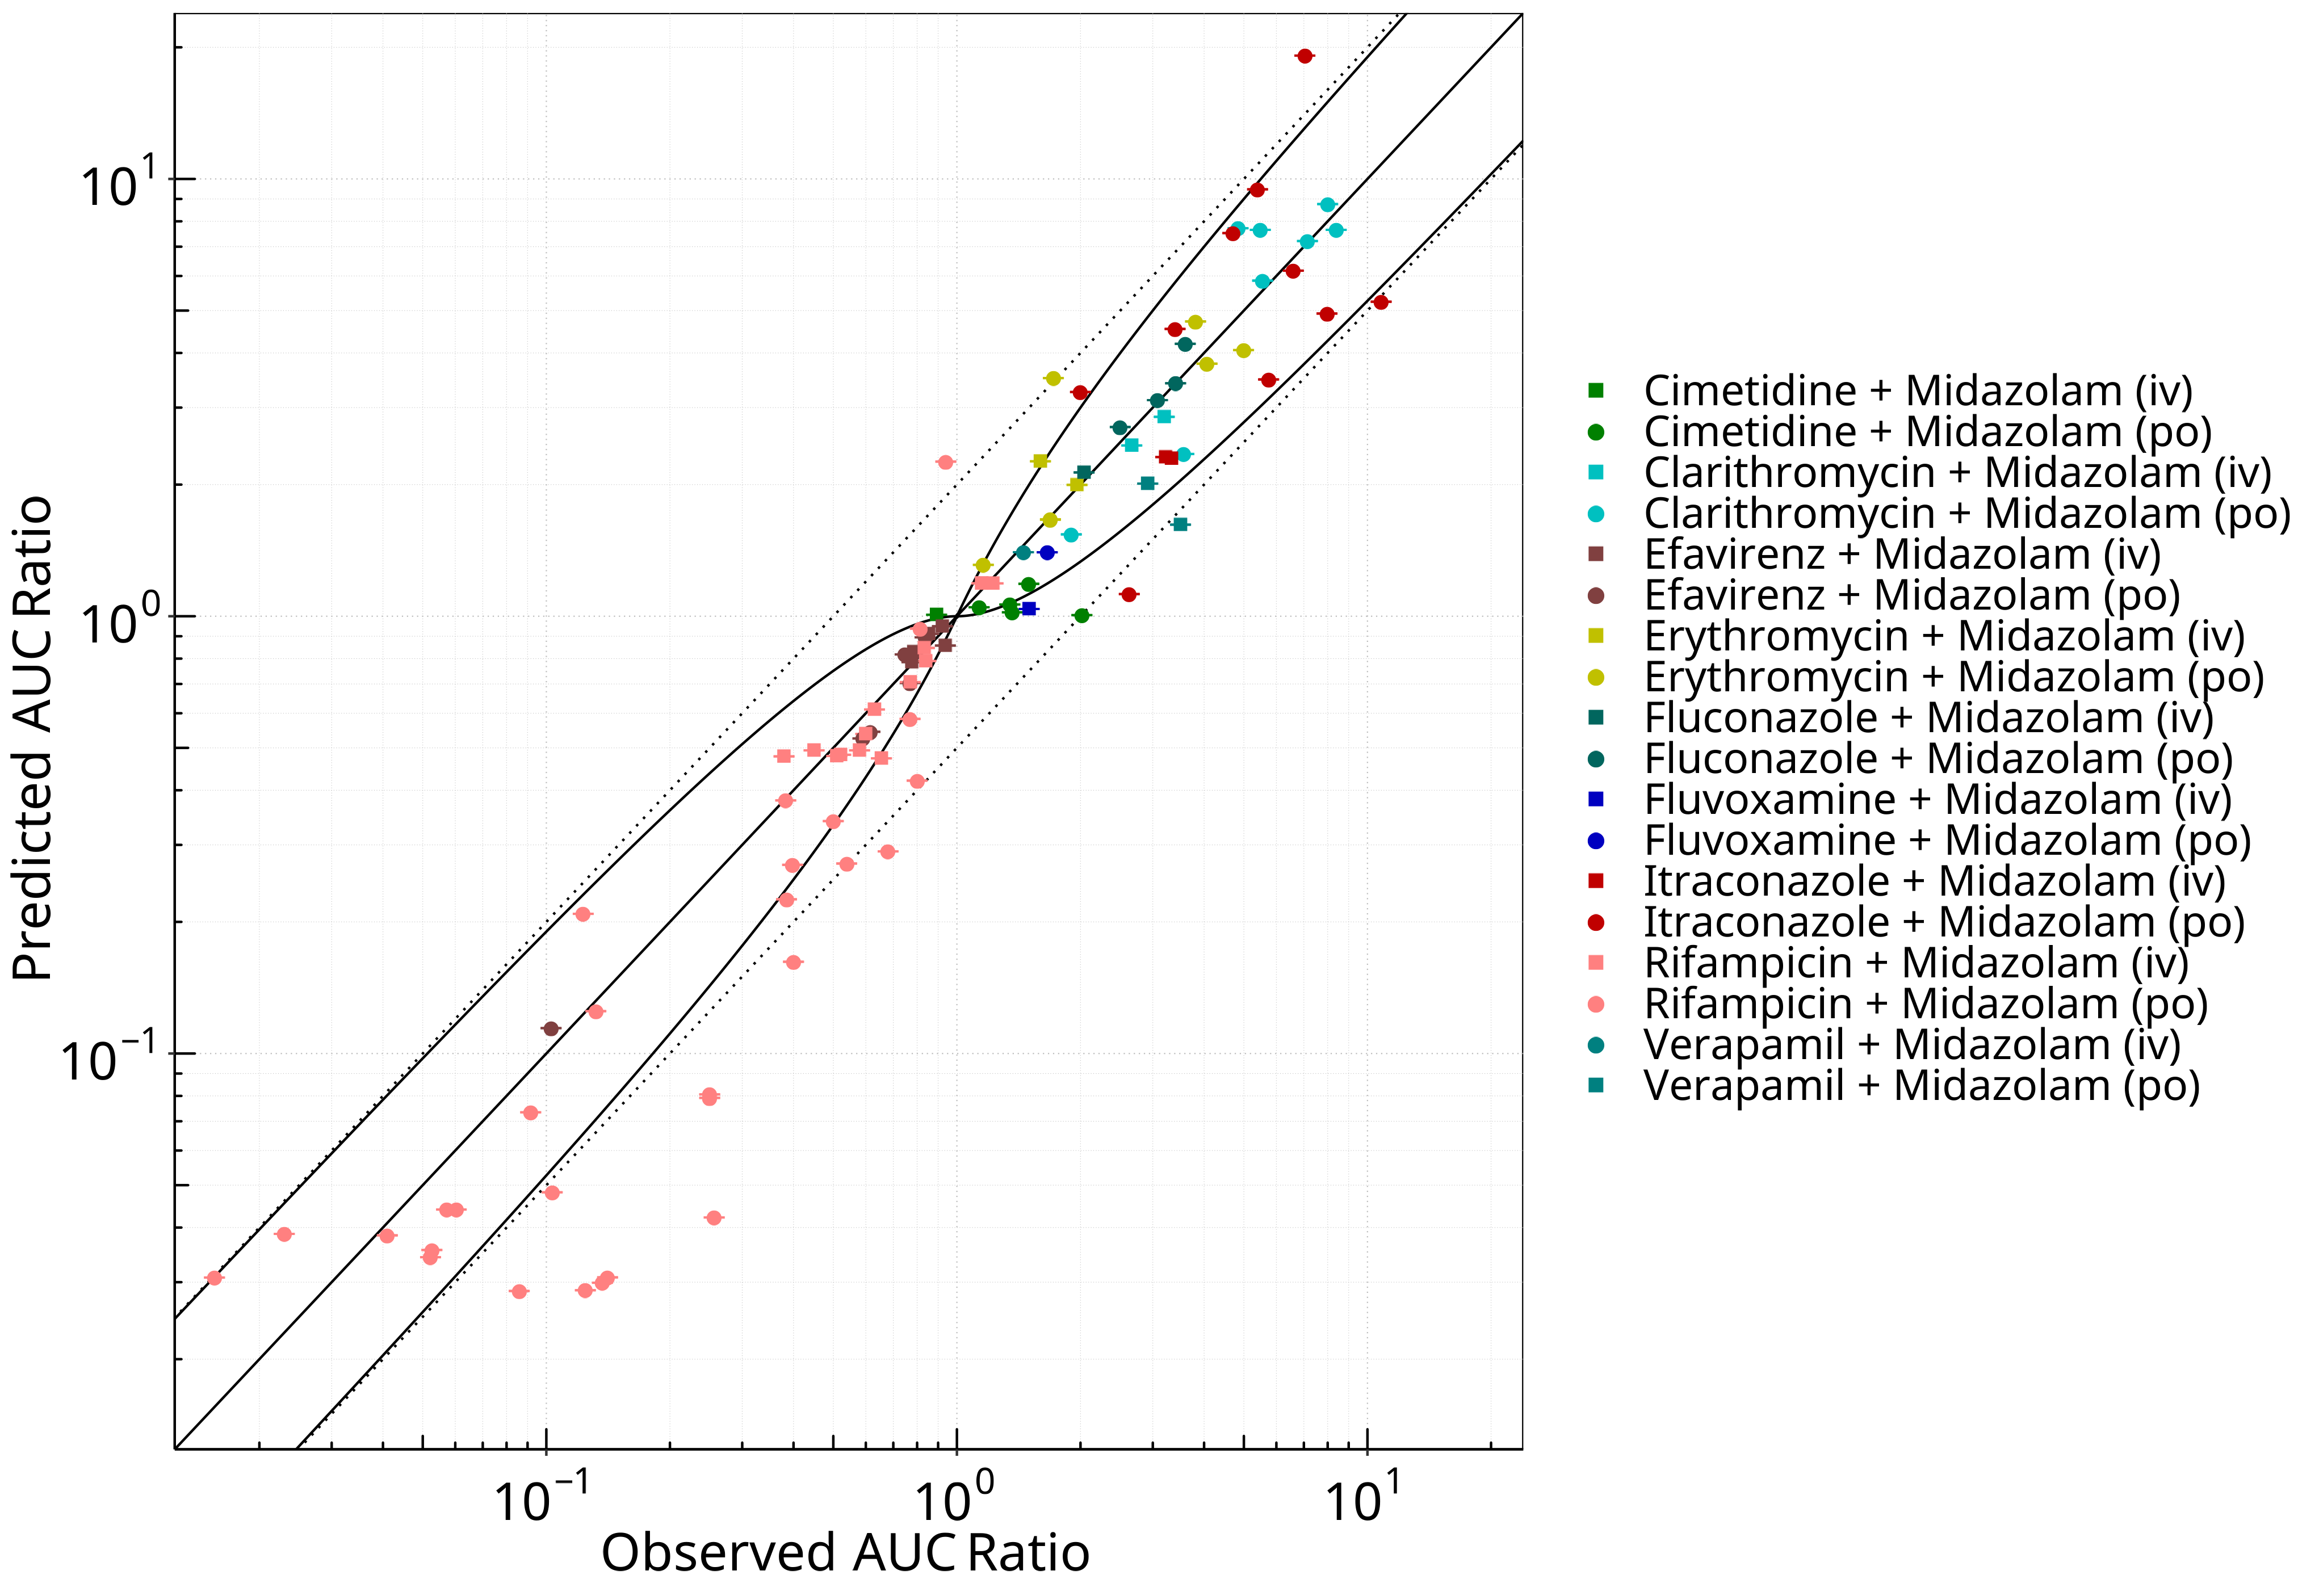 10^1
10^0
10^−1
Predicted AUC Ratio
10^−1
10^0
10^1
Observed AUC Ratio
Cimetidine + Midazolam (iv)
Cimetidine + Midazolam (po)
Clarithromycin + Midazolam (iv)
Clarithromycin + Midazolam (po)
Efavirenz + Midazolam (iv)
Efavirenz + Midazolam (po)
Erythromycin + Midazolam (iv)
Erythromycin + Midazolam (po)
Fluconazole + Midazolam (iv)
Fluconazole + Midazolam (po)
Fluvoxamine + Midazolam (iv)
Fluvoxamine + Midazolam (po)
Itraconazole + Midazolam (iv)
Itraconazole + Midazolam (po)
Rifampicin + Midazolam (iv)
Rifampicin + Midazolam (po)
Verapamil + Midazolam (iv)
Verapamil + Midazolam (po)